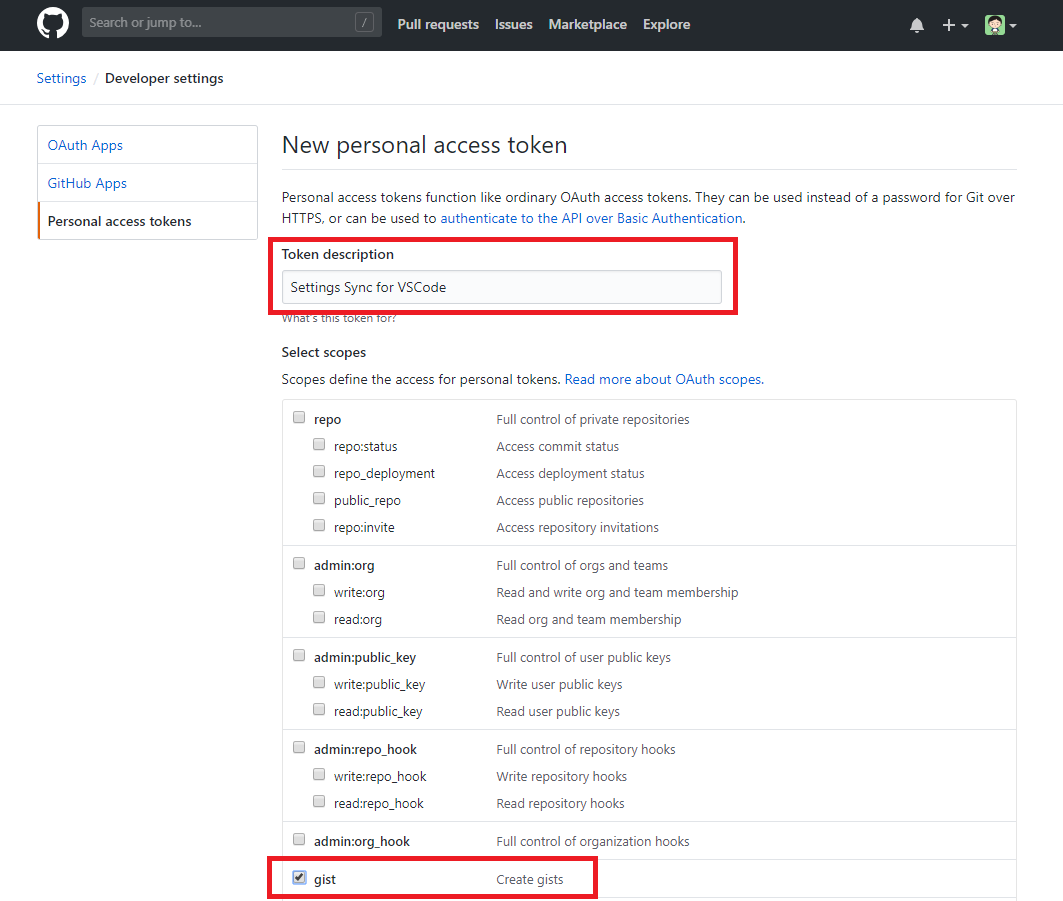 Search or jump to... /
Pull requests Issues Marketplace Explore
Settings / Developer settings
OAuth Apps
GitHub Apps
Personal access tokens
New personal access token
Personal access tokens function like ordinary OAuth access tokens. They can be used instead of a password for Git over
HTTPS, or can be used to authenticate to the API over Basic Authentication.
Token description
Settings Sync for VSCode
What's this token for?
Select scopes
Scopes define the access for personal tokens. Read more about OAuth scopes.
repo Full control of private repositories
repo:status Access commit status
repo_deployment Access deployment status
public_repo Access public repositories
repo:invite Access repository invitations
admin:org Full control of orgs and teams
write:org Read and write org and team membership
read:org Read org and team membership
admin:public_key Full control of user public keys
write:public_key Write user public keys
read:public_key Read user public keys
admin:repo_hook Full control of repository hooks
write:repo_hook Write repository hooks
read:repo_hook Read repository hooks
admin:org_hook Full control of organization hooks
gist Create gists